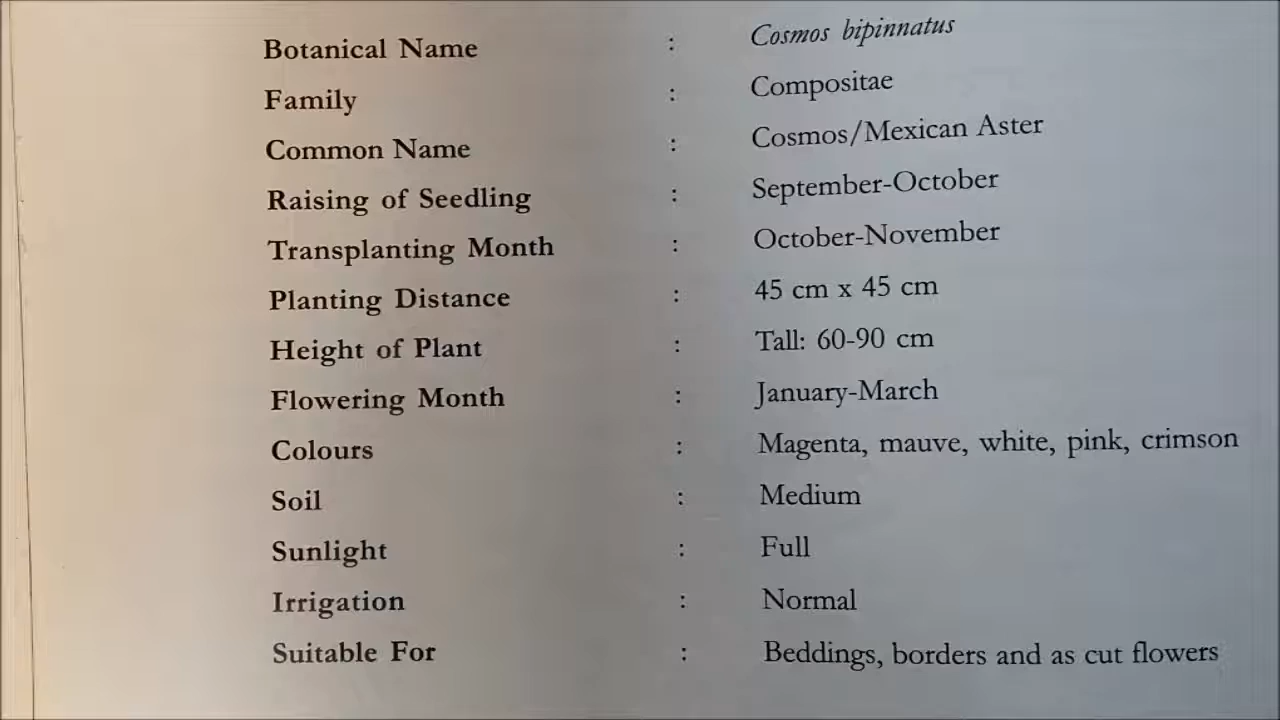 Botanical Name : Cosmos bipinnatus
Family : Compositae
Common Name : Cosmos/Mexican Aster
Raising of Seedling : September-October
Transplanting Month : October-November
Planting Distance : 45 cm x 45 cm
Height of Plant : Tall: 60-90 cm
Flowering Month : January-March
Colours : Magenta, mauve, white, pink, crimson
Soil : Medium
Sunlight : Full
Irrigation : Normal
Suitable For : Beddings, borders and as cut flowers